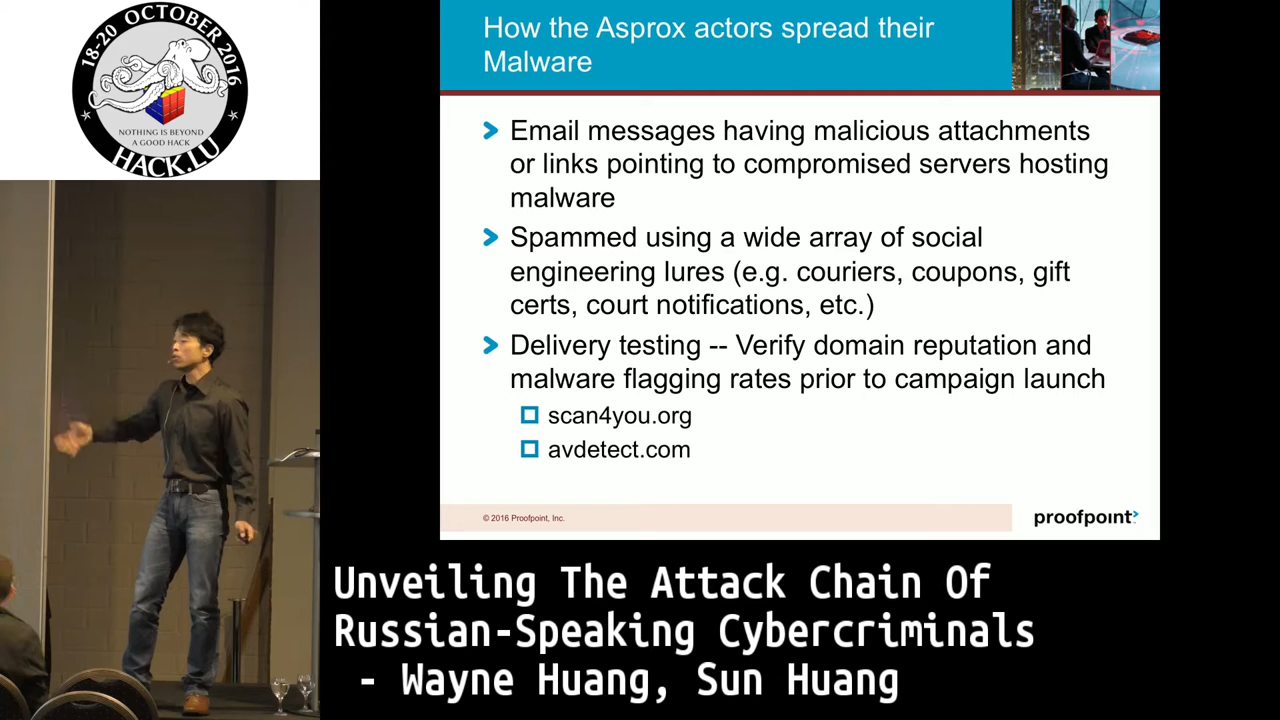 18-20 OCTOBER 2016
NOTHING IS BEYOND
A GOOD HACK
HACK.LU
How the Asprox actors spread their
Malware
Email messages having malicious attachments
or links pointing to compromised servers hosting
malware
Spammed using a wide array of social
engineering lures (e.g. couriers, coupons, gift
certs, court notifications, etc.)
Delivery testing -- Verify domain reputation and
malware flagging rates prior to campaign launch
scan4you.org
avdetect.com
© 2016 Proofpoint, Inc.
proofpoint
Unveiling The Attack Chain Of
Russian-Speaking Cybercriminals
- Wayne Huang, Sun Huang